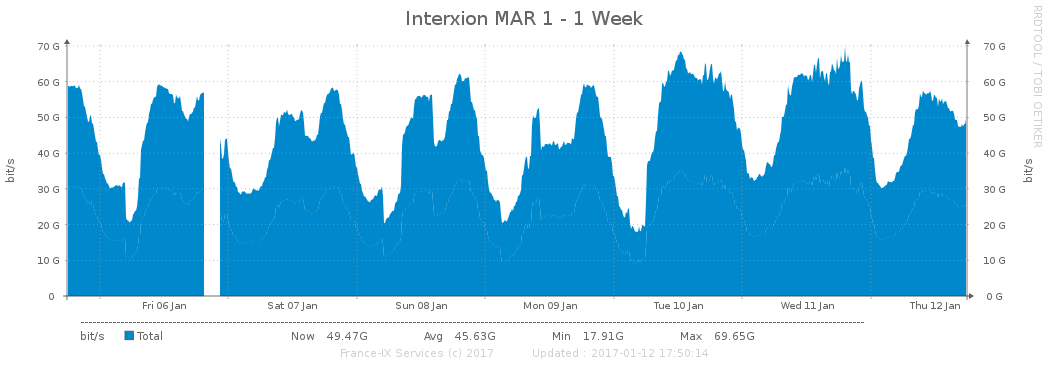 Interxion MAR 1 - 1 Week
RRDTOOL / TOBI OETIKER
bit/s
70 G 70 G
60 G 60 G
50 G 50 G
40 G 40 G
30 G 30 G
20 G 20 G
10 G 10 G
0 0 G
bit/s
Fri 06 Jan Sat 07 Jan Sun 08 Jan Mon 09 Jan Tue 10 Jan Wed 11 Jan Thu 12 Jan
bit/s Total Now 49.47G Avg 45.63G Min 17.91G Max 69.65G
France-IX Services (c) 2017 Updated : 2017-01-12 17:50:14